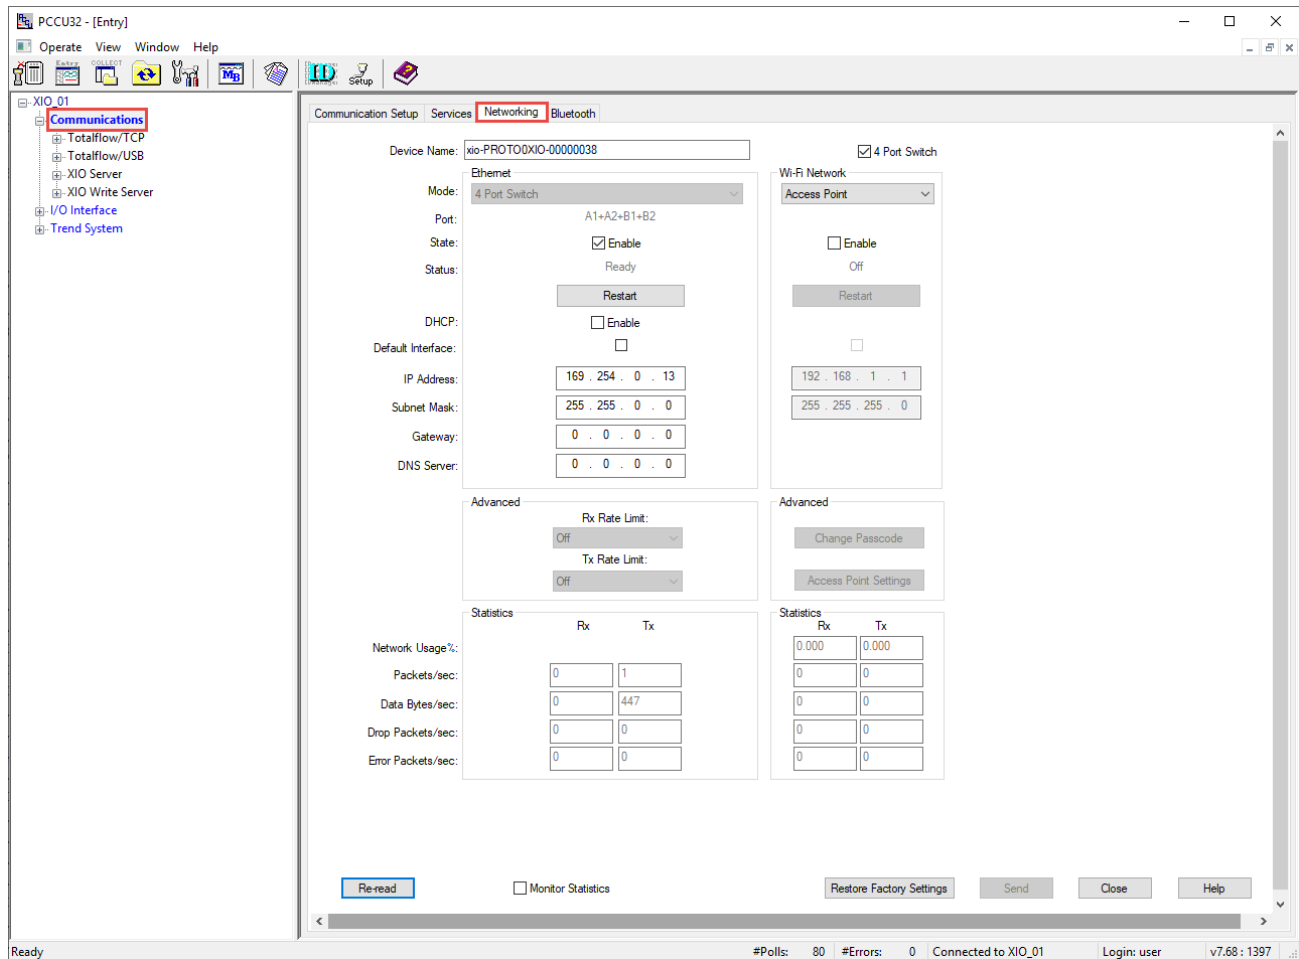 PCCU32 - [Entry]
Operate View Window Help
Entry COLLECT
MB ID Setup
XIO_01
Communications
Totalflow/TCP
Totalflow/USB
XIO Server
XIO Write Server
I/O Interface
Trend System
Communication Setup Services Networking Bluetooth
Device Name: xio-PROTO0XIO-00000038 4 Port Switch
Ethernet Wi-Fi Network
Mode: 4 Port Switch Access Point
Port: A1+A2+B1+B2
State: Enable Enable
Status: Ready Off
Restart Restart
DHCP: Enable
Default Interface:
IP Address: 169 . 254 . 0 . 13 192 . 168 . 1 . 1
Subnet Mask: 255 . 255 . 0 . 0 255 . 255 . 255 . 0
Gateway: 0 . 0 . 0 . 0
DNS Server: 0 . 0 . 0 . 0
Advanced Advanced
Rx Rate Limit:
Off Change Passcode
Tx Rate Limit:
Off Access Point Settings
Statistics Statistics
Rx Tx Rx Tx
Network Usage%: 0.000 0.000
Packets/sec: 0 1 0 0
Data Bytes/sec: 0 447 0 0
Drop Packets/sec: 0 0 0 0
Error Packets/sec: 0 0 0 0
Re-read Monitor Statistics Restore Factory Settings Send Close Help
Ready #Polls: 80 #Errors: 0 Connected to XIO_01 Login: user v7.68 : 1397